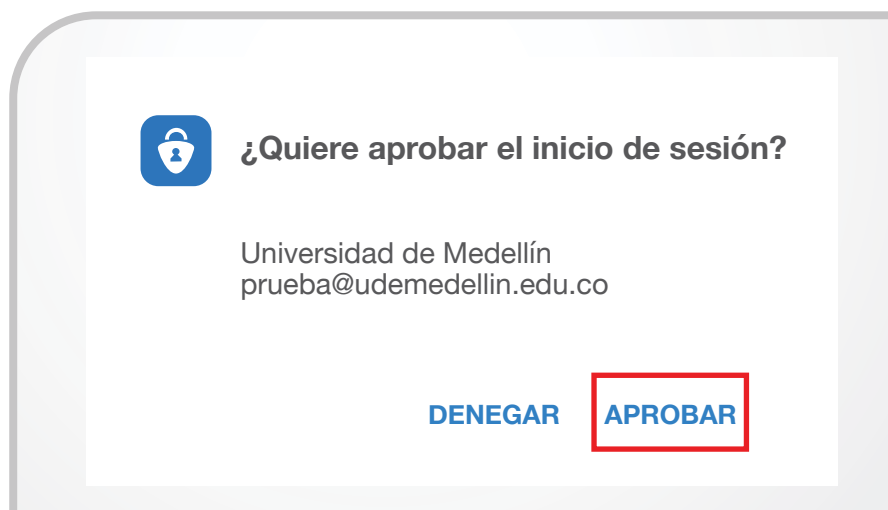 ¿Quiere aprobar el inicio de sesión?
Universidad de Medellín
prueba@udemedellin.edu.co
DENEGAR APROBAR